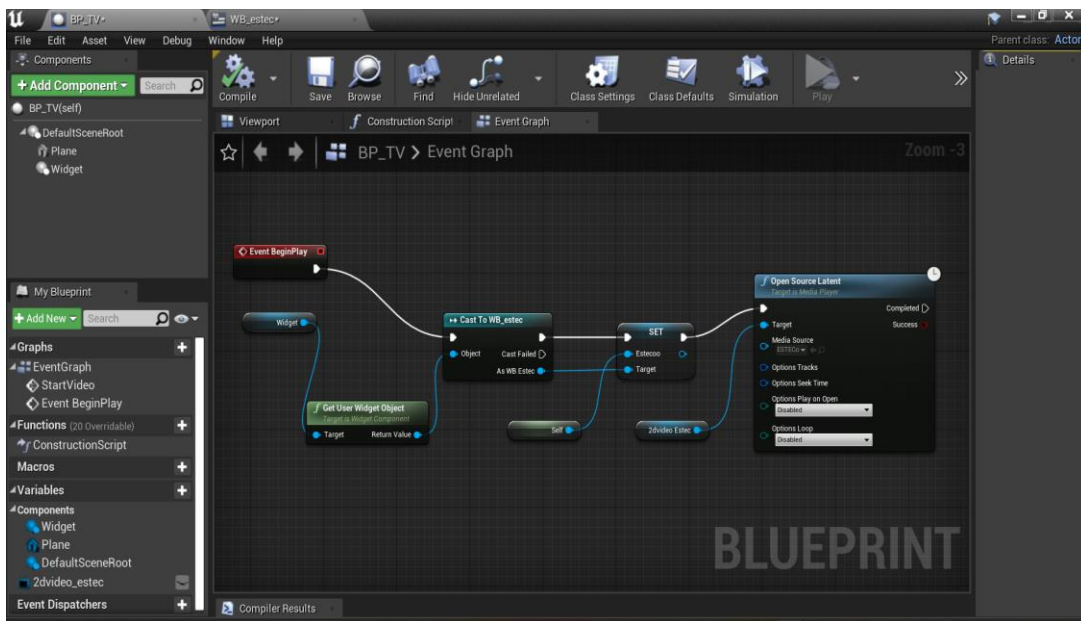 BP_TV•
WB_estec•
File Edit Asset View Debug Window Help
Parent class: Actor
Components
+ Add Component
Search
BP_TV(self)
DefaultSceneRoot
Plane
Widget
Compile
Save
Browse
Find
Hide Unrelated
Class Settings
Class Defaults
Simulation
Play
Details
Viewport
Construction Script
Event Graph
BP_TV > Event Graph
Zoom -3
Event BeginPlay
Widget
f Get User Widget Object
Target is Widget Component
Target
Return Value
Cast To WB_estec
Object
Cast Failed
As WB Estec
SET
Estecoo
Target
Self
2dvideo Estec
f Open Source Latent
Target is Media Player
Completed
Target
Success
Media Source
ESTECo
Options Tracks
Options Seek Time
Options Play on Open
Disabled
Options Loop
Disabled
BLUEPRINT
My Blueprint
+ Add New
Search
Graphs
EventGraph
StartVideo
Event BeginPlay
Functions (20 Overridable)
ConstructionScript
Macros
Variables
Components
Widget
Plane
DefaultSceneRoot
2dvideo_estec
Event Dispatchers
Compiler Results